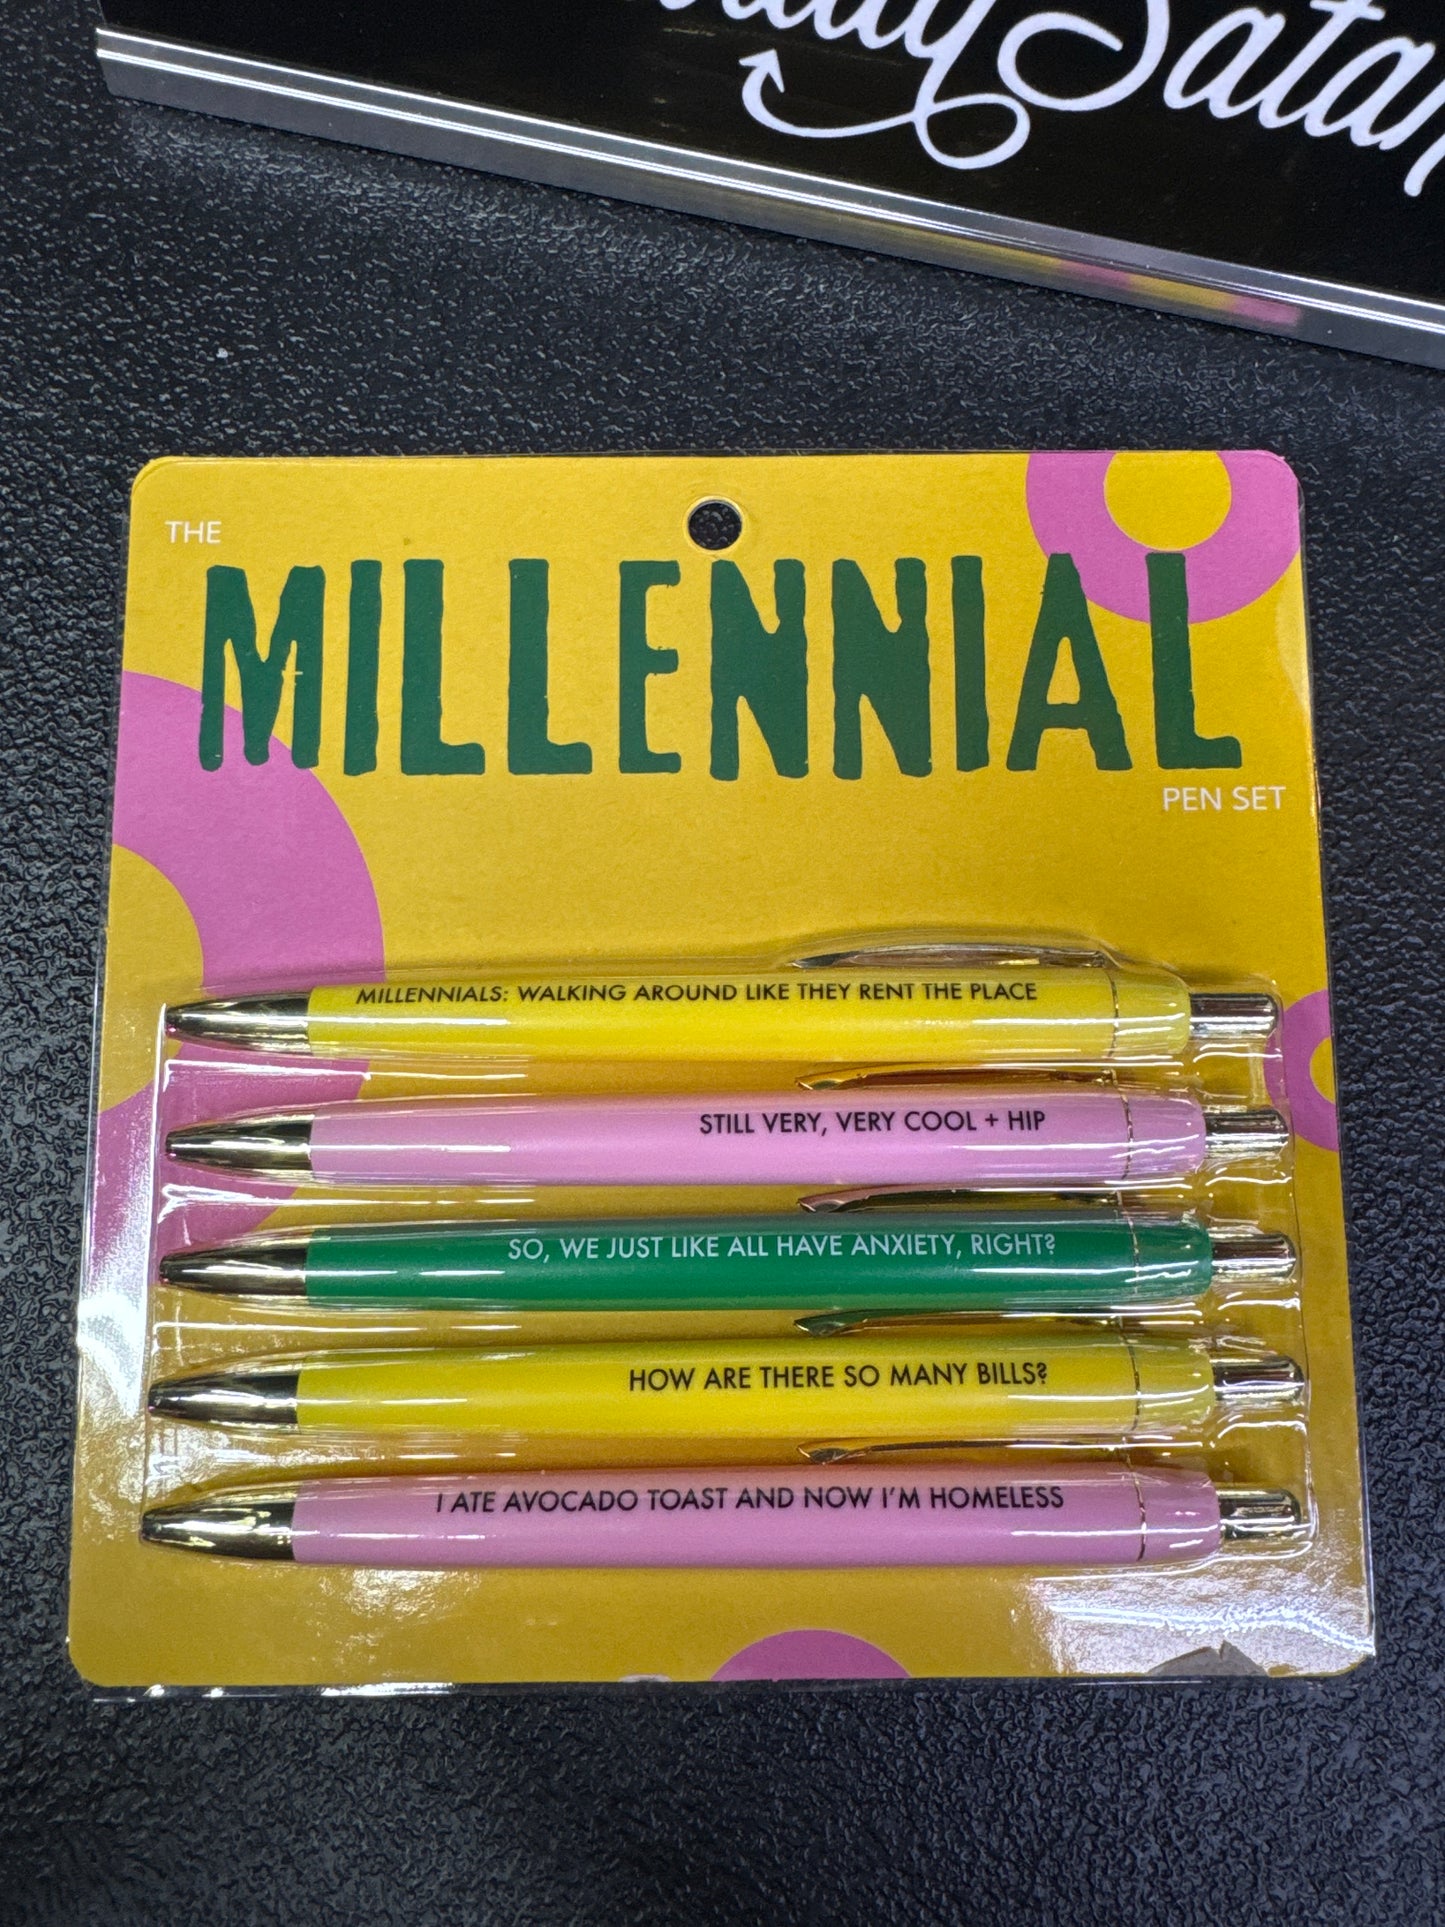 Satan
THE
MILLENNIAL
PEN SET
MILLENNIALS: WALKING AROUND LIKE THEY RENT THE PLACE
STILL VERY, VERY COOL + HIP
SO, WE JUST LIKE ALL HAVE ANXIETY, RIGHT?
HOW ARE THERE SO MANY BILLS?
I ATE AVOCADO TOAST AND NOW I'M HOMELESS